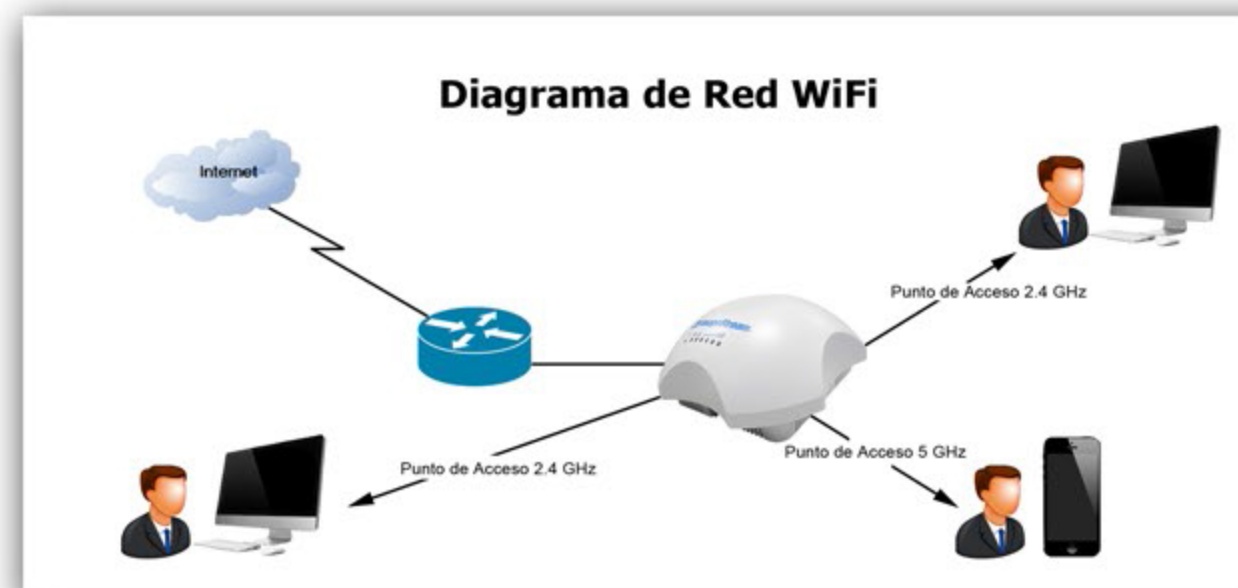 Diagrama de Red WiFi
Internet
Punto de Acceso 2.4 GHz
Punto de Acceso 2.4 GHz
Punto de Acceso 5 GHz